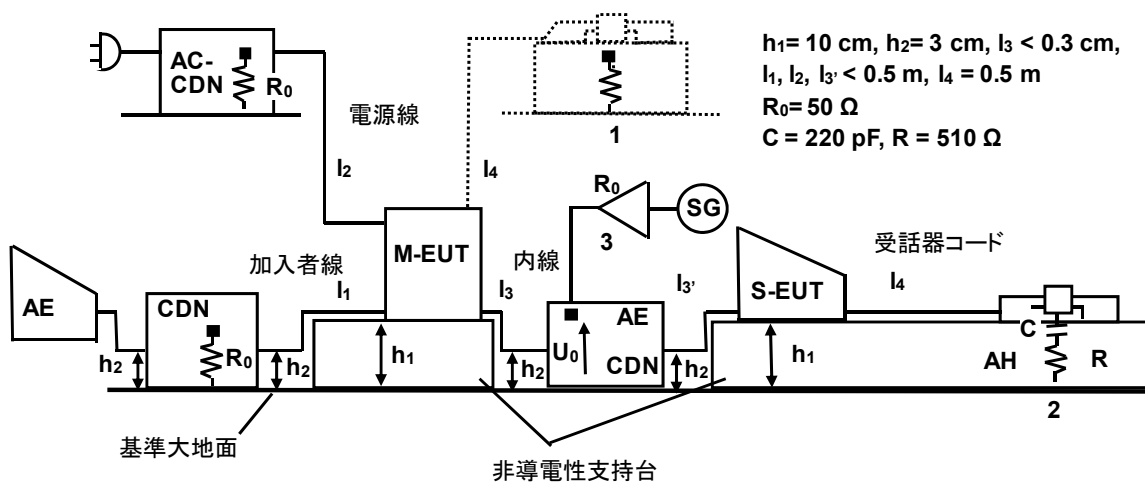 AC-
CDN
R₀
電源線
l₂
l₄
1
h₁= 10 cm, h₂= 3 cm, l₃ < 0.3 cm,
l₁, l₂, l₃' < 0.5 m, l₄ = 0.5 m
R₀= 50 Ω
C = 220 pF, R = 510 Ω
R₀
SG
3
AE
加入者線
l₁
M-EUT
内線
l₃
l₃'
S-EUT
受話器コード
l₄
CDN
R₀
h₂
h₂
h₁
h₂
U₀
AE
CDN
h₂
h₁
C
AH
R
2
基準大地面
非導電性支持台